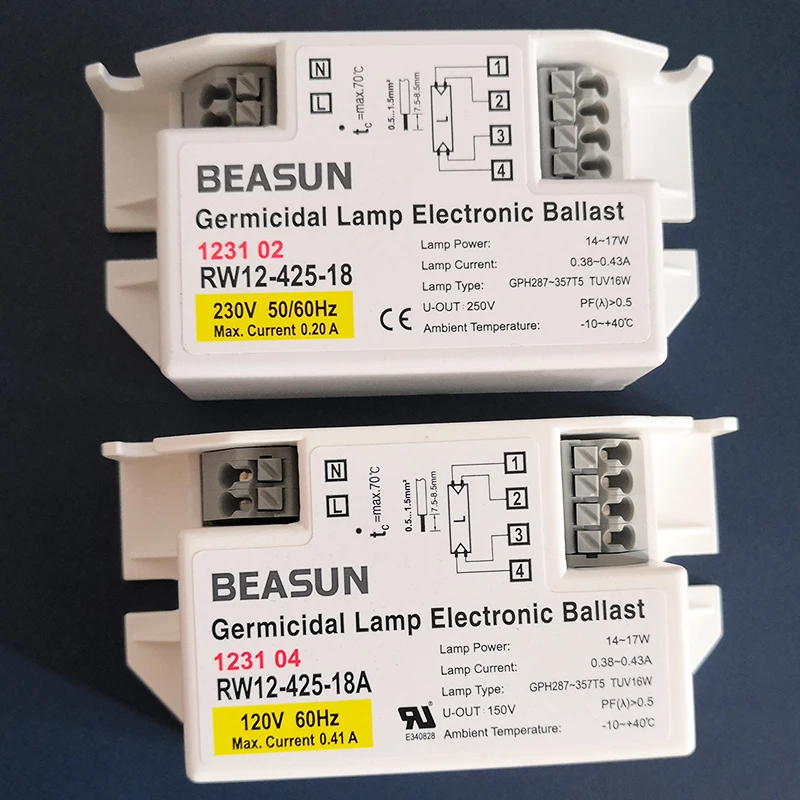 N
L
tc =max.70℃
0.5...1.5mm²
7.5-8.5mm
L
1
2
3
4
BEASUN
Germicidal Lamp Electronic Ballast
1231 02
RW12-425-18
230V 50/60Hz
Max. Current 0.20 A
CE
Lamp Power: 14~17W
Lamp Current: 0.38~0.43A
Lamp Type: GPH287~357T5 TUV16W
U-OUT : 250V PF(λ)>0.5
Ambient Temperature: -10~+40℃
N
L
tc =max.70℃
0.5...1.5mm²
7.5-8.5mm
L
1
2
3
4
BEASUN
Germicidal Lamp Electronic Ballast
1231 04
RW12-425-18A
120V 60Hz
Max. Current 0.41 A
RU
E340828
Lamp Power: 14~17W
Lamp Current: 0.38~0.43A
Lamp Type: GPH287~357T5 TUV16W
U-OUT : 150V PF(λ)>0.5
Ambient Temperature: -10~+40℃